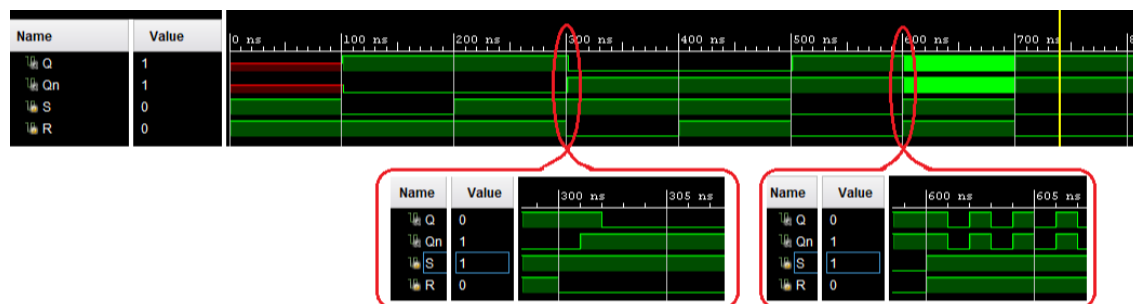 Name Value 0 ns 100 ns 200 ns 300 ns 400 ns 500 ns 600 ns 700 ns
Q 1
Qn 1
S 0
R 0
Name Value 300 ns 305 ns
Q 0
Qn 1
S 1
R 0
Name Value 600 ns 605 ns
Q 0
Qn 1
S 1
R 0